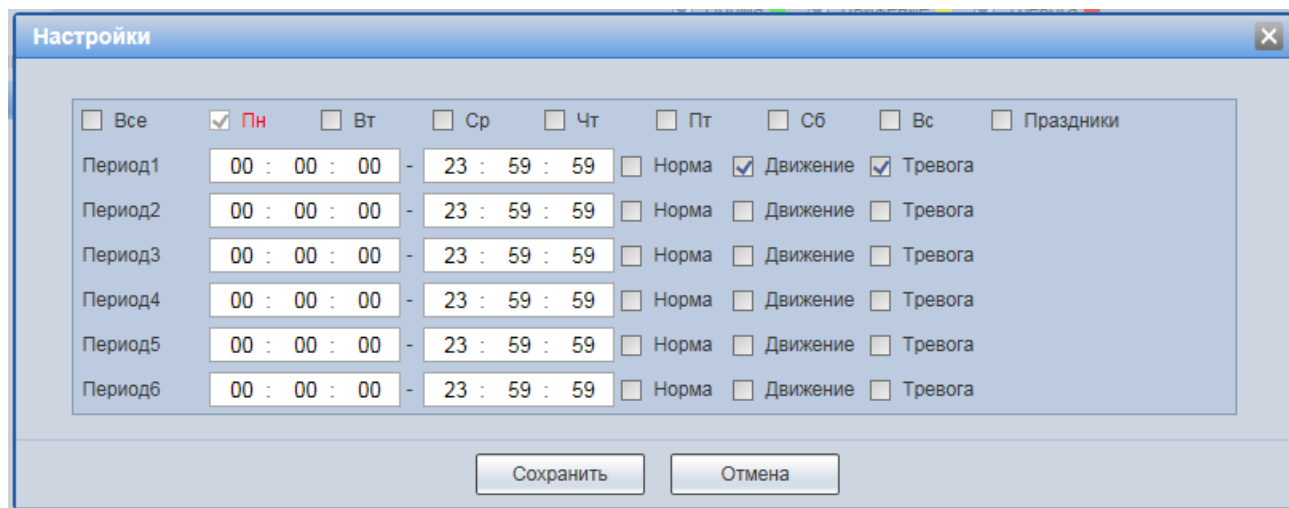 Настройки
Все Пн Вт Ср Чт Пт Сб Вс Праздники
Период1 00 : 00 : 00 - 23 : 59 : 59 Норма Движение Тревога
Период2 00 : 00 : 00 - 23 : 59 : 59 Норма Движение Тревога
Период3 00 : 00 : 00 - 23 : 59 : 59 Норма Движение Тревога
Период4 00 : 00 : 00 - 23 : 59 : 59 Норма Движение Тревога
Период5 00 : 00 : 00 - 23 : 59 : 59 Норма Движение Тревога
Период6 00 : 00 : 00 - 23 : 59 : 59 Норма Движение Тревога
Сохранить Отмена